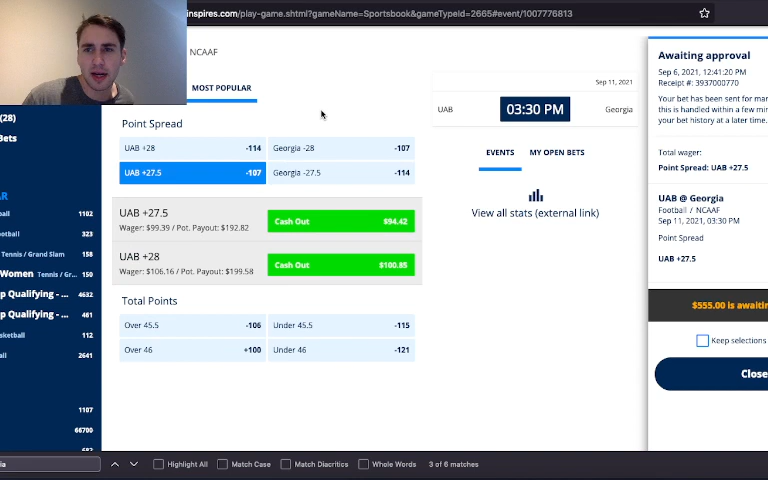 inspires.com/play-game.shtml?gameName=Sportsbook&gameTypeId=2665#event/1007776813
NCAAF
MOST POPULAR
Point Spread
UAB +28 -114 Georgia -28 -107
UAB +27.5 -107 Georgia -27.5 -114
UAB +27.5
Wager: $99.39 / Pot. Payout: $192.82
Cash Out $94.42
UAB +28
Wager: $106.16 / Pot. Payout: $199.58
Cash Out $100.85
Total Points
Over 45.5 -106 Under 45.5 -115
Over 46 +100 Under 46 -121
Sep 11, 2021
UAB 03:30 PM Georgia
EVENTS MY OPEN BETS
View all stats (external link)
Awaiting approval
Sep 6, 2021, 12:41:20 PM
Receipt #: 3937000770
Your bet has been sent for man
this is handled within a few min
your bet history at a later time.
Total wager:
Point Spread: UAB +27.5
UAB @ Georgia
Football / NCAAF
Sep 11, 2021, 03:30 PM
Point Spread
UAB +27.5
$555.00 is awaitin
Keep selections
Close
(28)
Bets
AR
ball 1102
ootball 323
Tennis / Grand Slam 158
Women Tennis / Gr... 150
p Qualifying - ... 4632
p Qualifying - ... 461
sketball 112
all 2641
1107
66700
682
ia
Highlight All
Match Case
Match Diacritics
Whole Words
3 of 6 matches